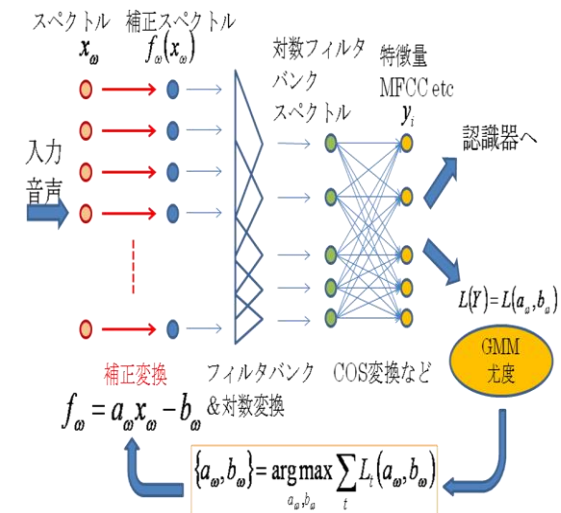 スペクトル
x_ω
補正スペクトル
f_ω(x_ω)
対数フィルタ
バンク
スペクトル
特徴量
MFCC etc
y_i
入力
音声
認識器へ
L(Y)=L(a_ω,b_ω)
GMM
尤度
補正変換
f_ω = a_ω x_ω − b_ω
フィルタバンク
&対数変換
COS変換など
{a_ω,b_ω}= arg max Σ L_t(a_ω,b_ω)
a_ω,b_ω t